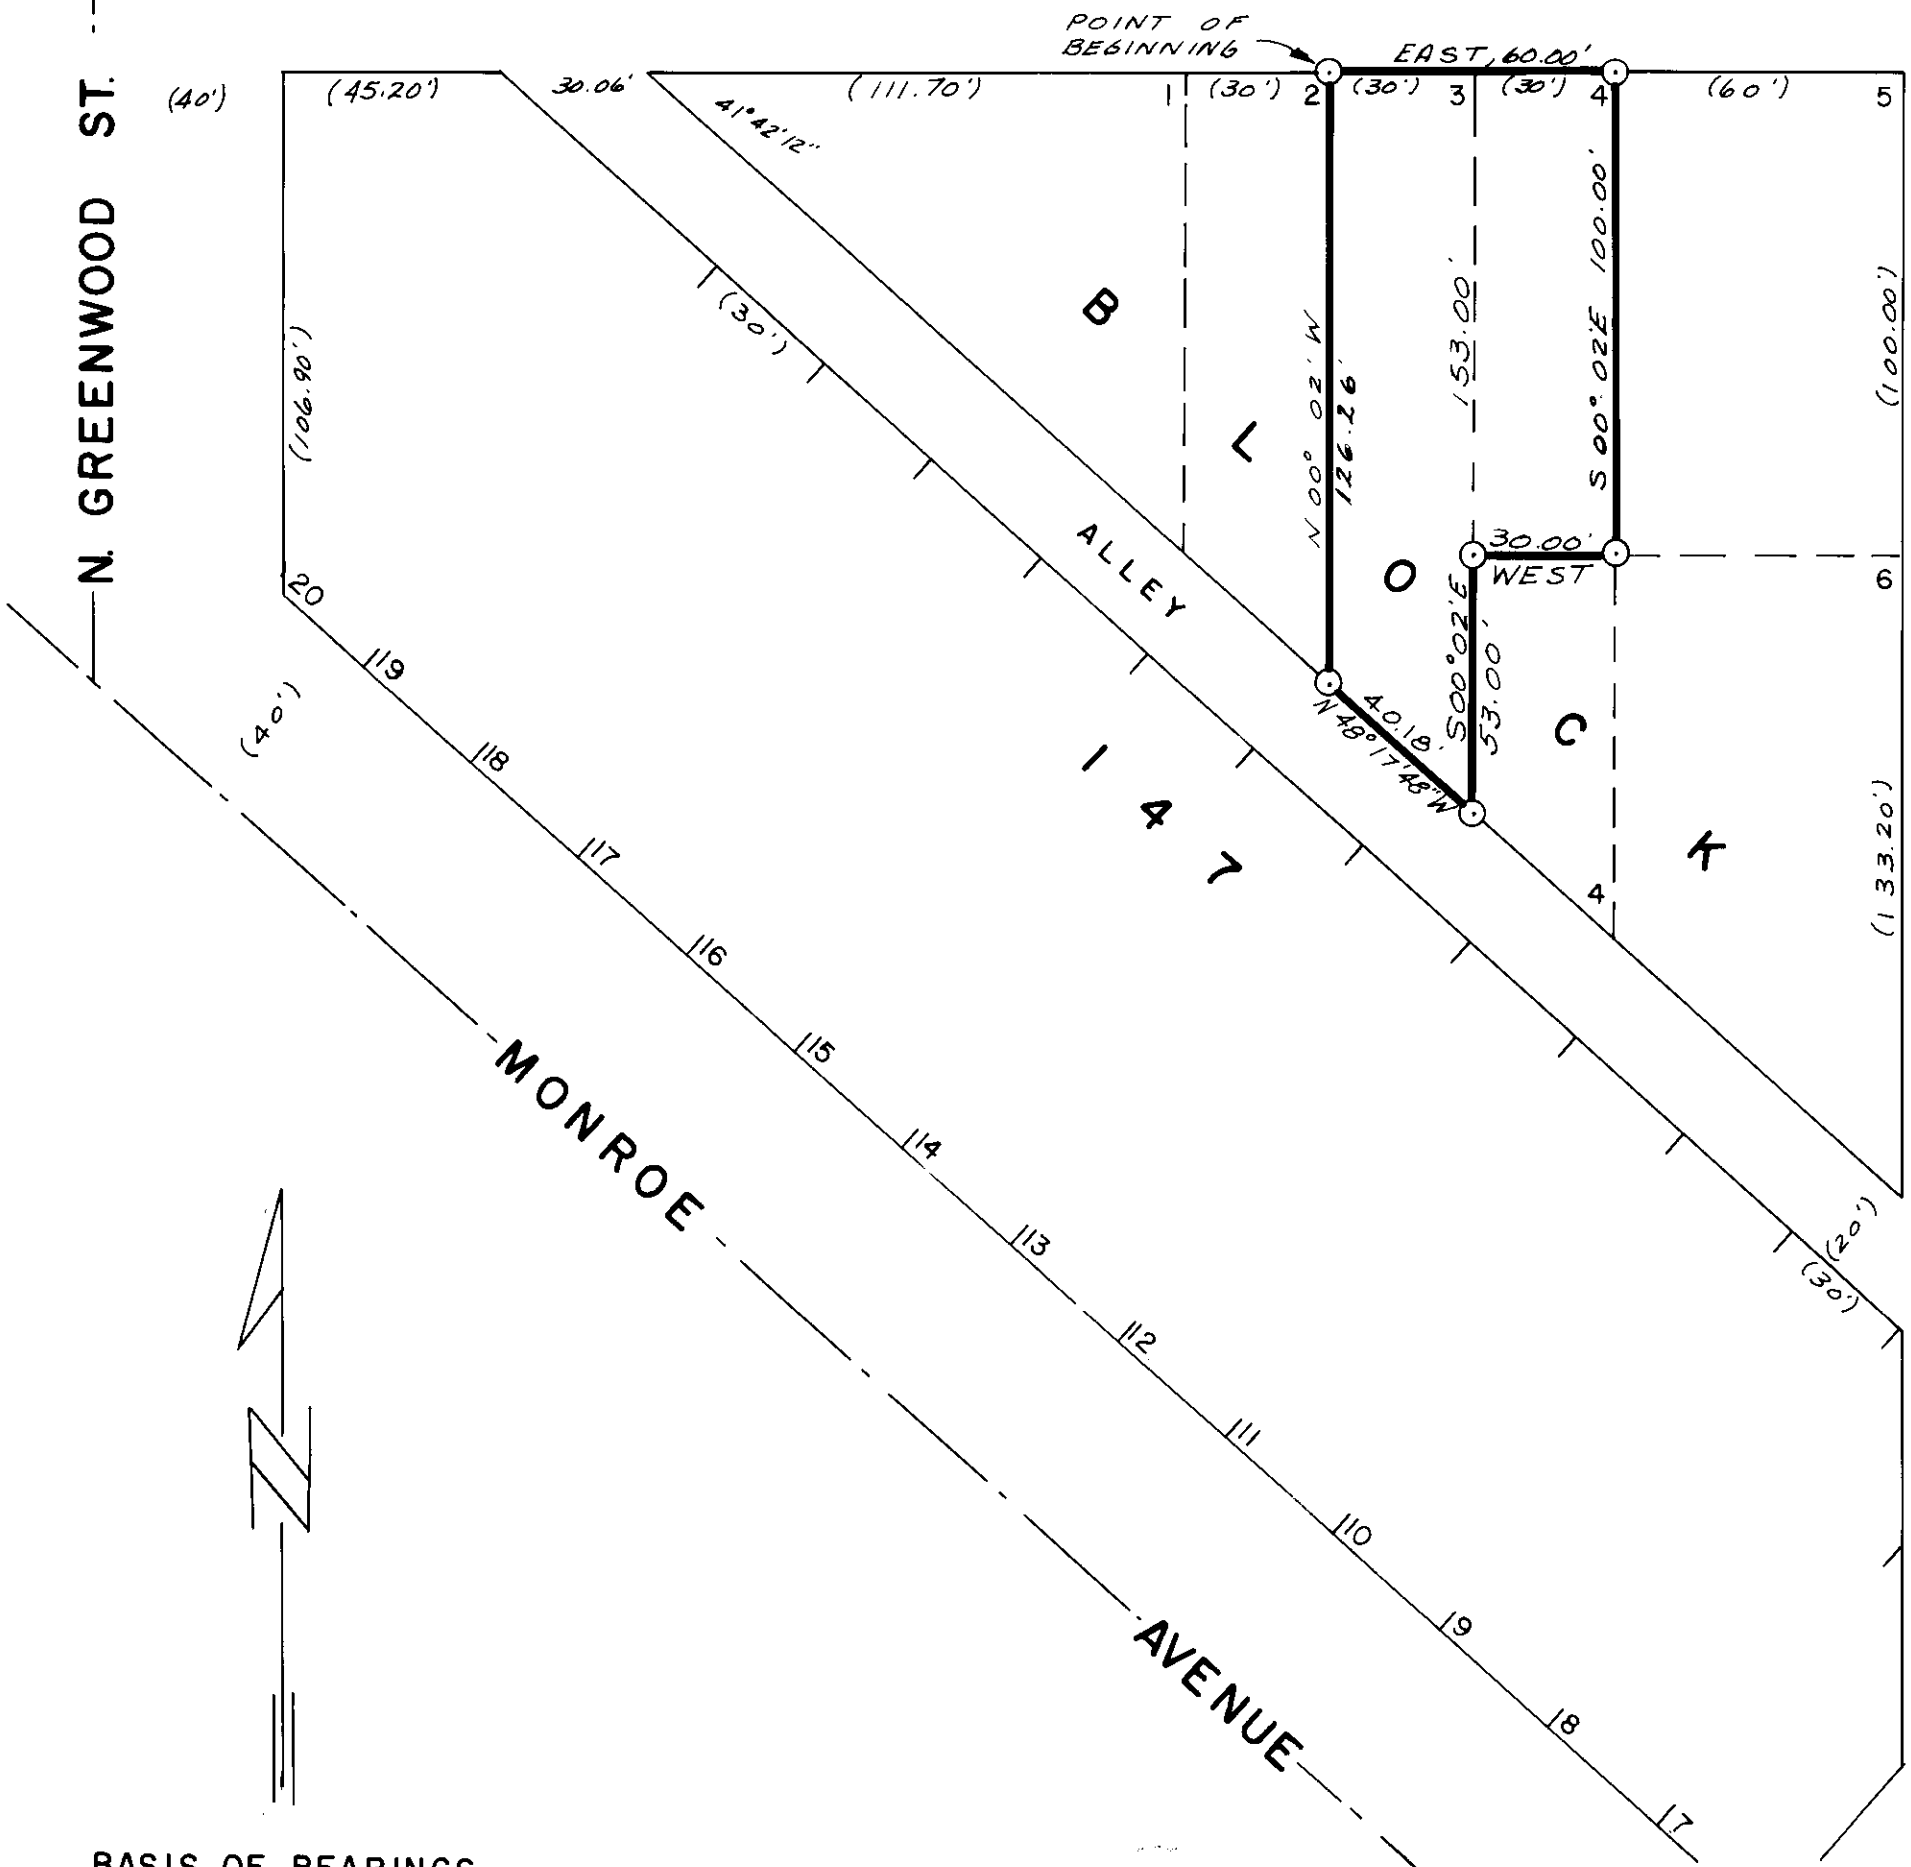 POINT OF
BEGINNING
EAST, 60.00'
(40')
(45.20')
30.06'
(111.70')
1
(30')
2
(30')
3
(30')
4
(60')
5
41°42'12"
N. GREENWOOD ST.
(106.90')
(30')
N 00° 02' W
126.26'
153.00'
S 00° 02'E 100.00'
(100.00')
B
L
O
C
K
ALLEY
30.00'
WEST
6
S00°02'E
53.00'
40.18'
N 48°17'48"W
147
4
(133.20')
20
19
(40')
18
17
16
15
14
13
12
11
10
9
8
7
(20')
(30')
MONROE
AVENUE
N
BASIS OF BEARINGS